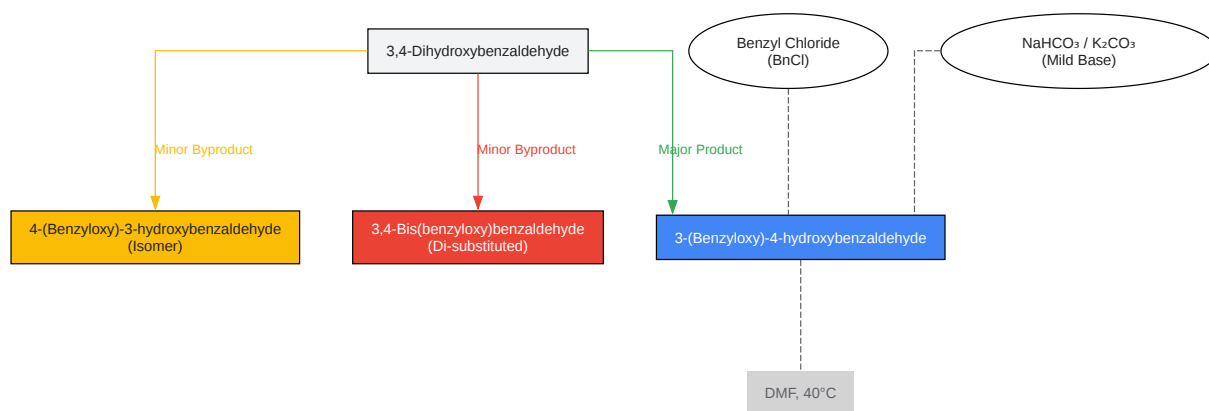 3,4-Dihydroxybenzaldehyde
Benzyl Chloride
(BnCl)
NaHCO₃ / K₂CO₃
(Mild Base)
Minor Byproduct
Minor Byproduct
Major Product
4-(Benzyloxy)-3-hydroxybenzaldehyde
(Isomer)
3,4-Bis(benzyloxy)benzaldehyde
(Di-substituted)
3-(Benzyloxy)-4-hydroxybenzaldehyde
DMF, 40°C